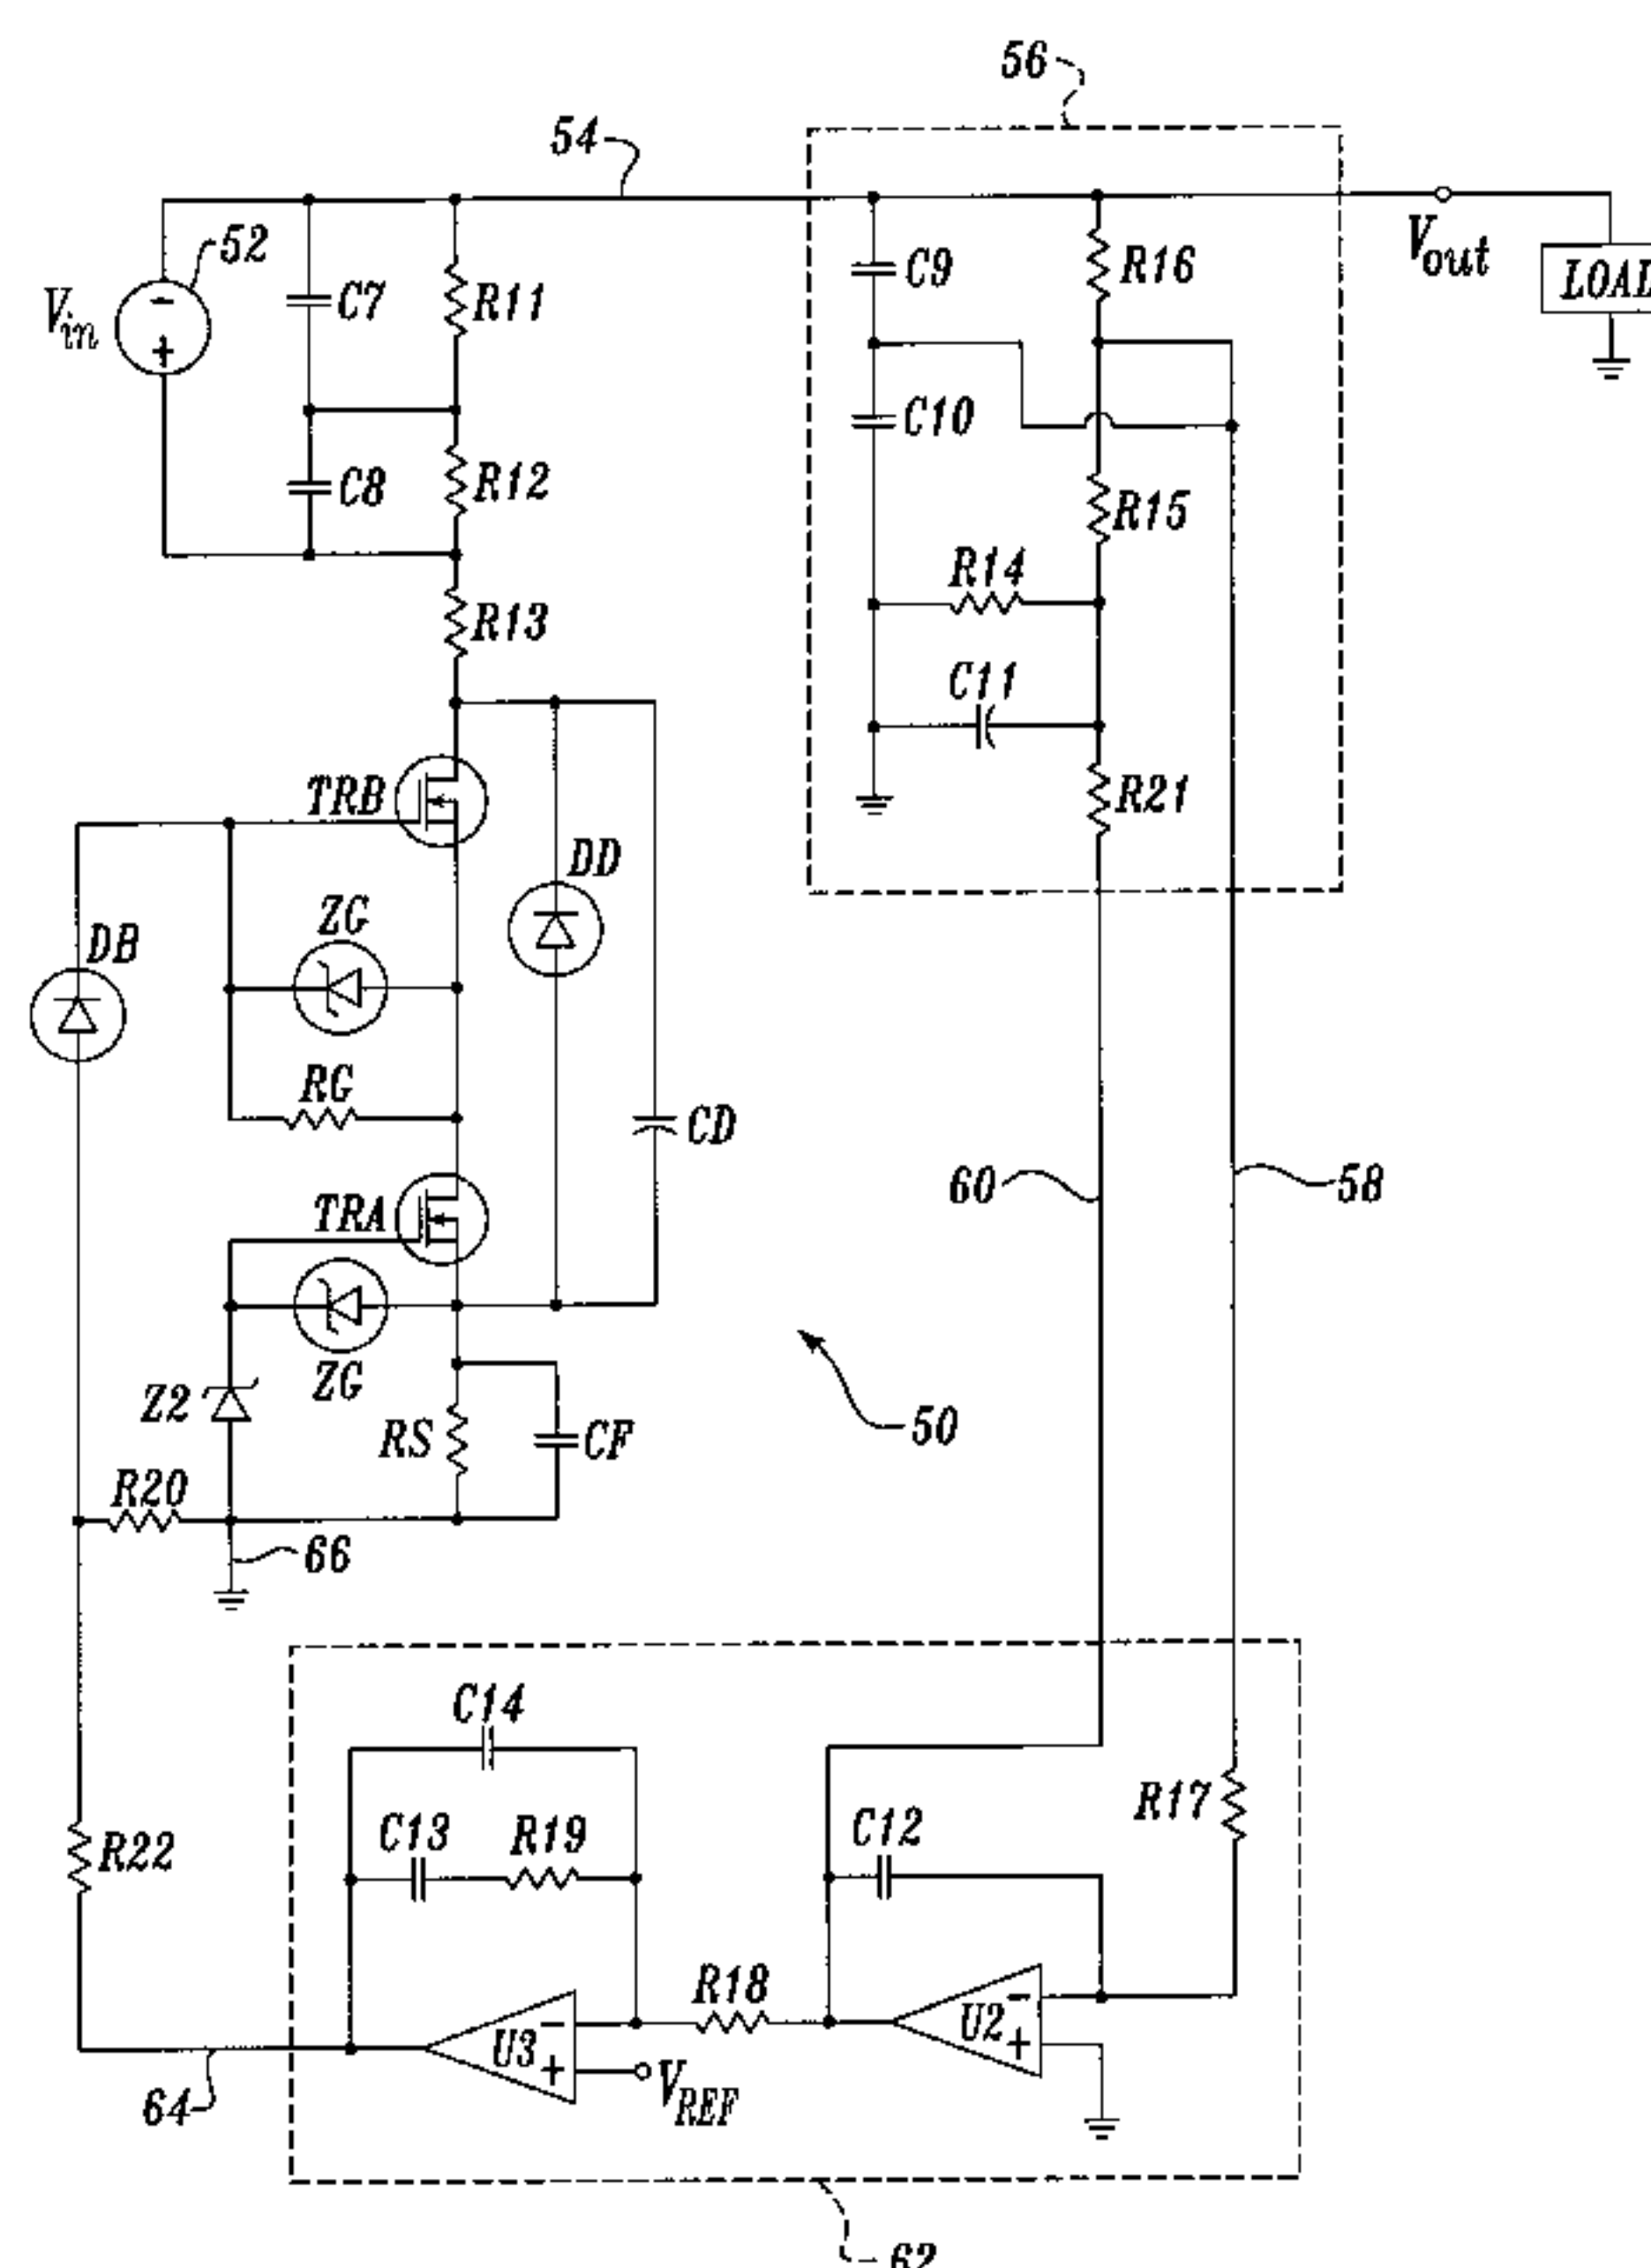 56
54
52
Vin
C7
R11
C9
R16
Vout
LOAD
C10
C8
R12
R15
R14
R13
C11
R21
TRB
DD
ZG
DB
RG
CD
TRA
60
58
ZG
Z2
RS
CF
50
R20
66
C14
R17
C13
R19
C12
R22
R18
U2
U3
VREF
64
62
- +
- +
- +